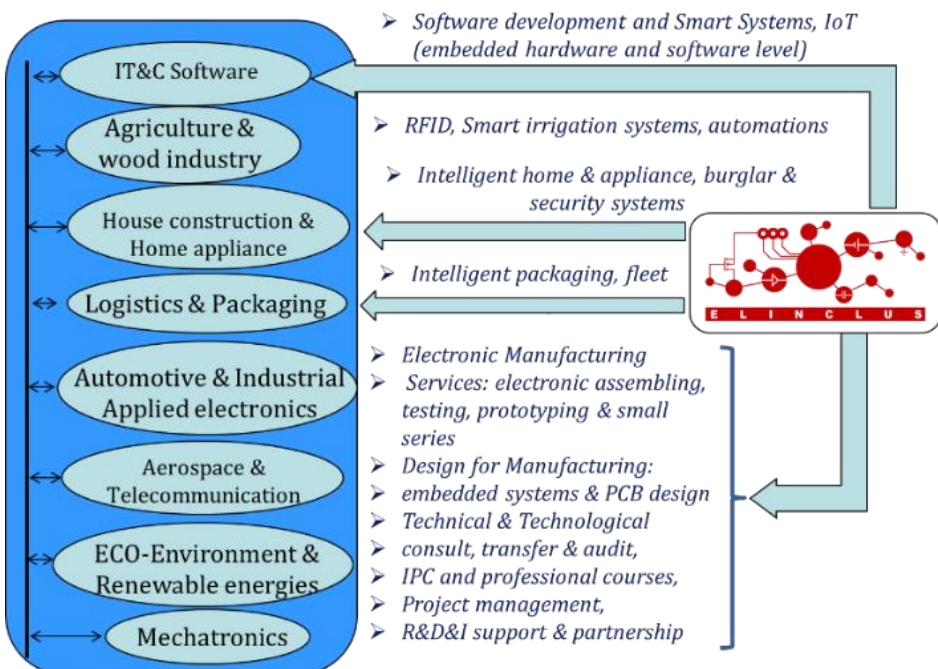 Software development and Smart Systems, IoT
(embedded hardware and software level)
IT&C Software
Agriculture &
wood industry
RFID, Smart irrigation systems, automations
Intelligent home & appliance, burglar &
security systems
House construction &
Home appliance
Intelligent packaging, fleet
Logistics & Packaging
E L I N C L U S
Automotive & Industrial
Applied electronics
Aerospace &
Telecommunication
ECO-Environment &
Renewable energies
Mechatronics
Electronic Manufacturing
Services: electronic assembling,
testing, prototyping & small
series
Design for Manufacturing:
embedded systems & PCB design
Technical & Technological
consult, transfer & audit,
IPC and professional courses,
Project management,
R&D&I support & partnership